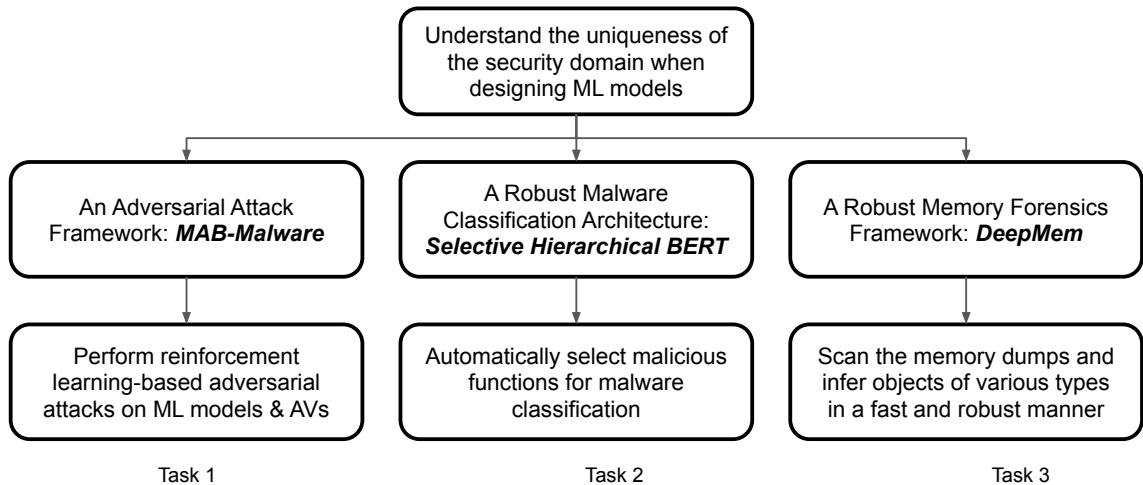 Understand the uniqueness of
the security domain when
designing ML models
An Adversarial Attack
Framework: MAB-Malware
A Robust Malware
Classification Architecture:
Selective Hierarchical BERT
A Robust Memory Forensics
Framework: DeepMem
Perform reinforcement
learning-based adversarial
attacks on ML models & AVs
Automatically select malicious
functions for malware
classification
Scan the memory dumps and
infer objects of various types
in a fast and robust manner
Task 1
Task 2
Task 3